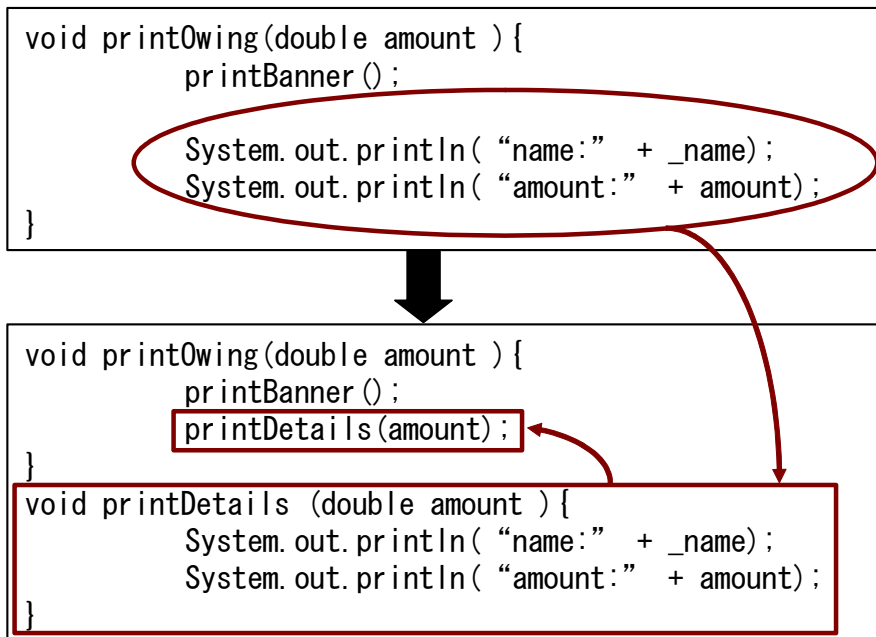 void printOwing(double amount ){
printBanner();
System.out.println( “name:” + _name);
System.out.println( “amount:” + amount);
}
void printOwing(double amount ){
printBanner();
printDetails(amount);
}
void printDetails (double amount ){
System.out.println( “name:” + _name);
System.out.println( “amount:” + amount);
}